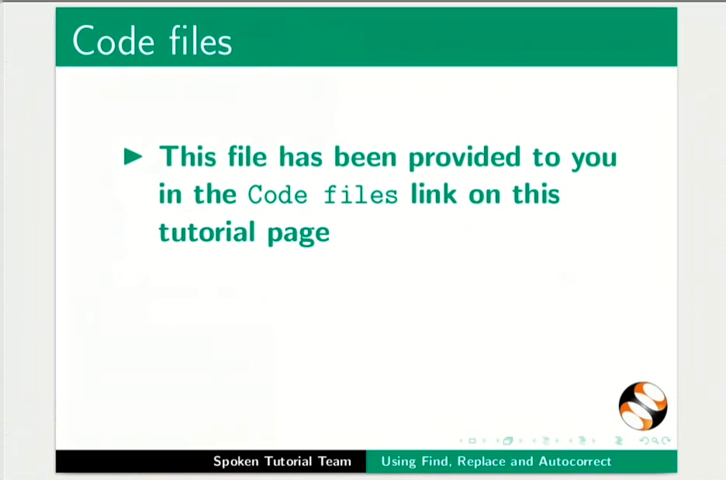 Code files
This file has been provided to you
in the Code files link on this
tutorial page
Spoken Tutorial Team
Using Find, Replace and Autocorrect